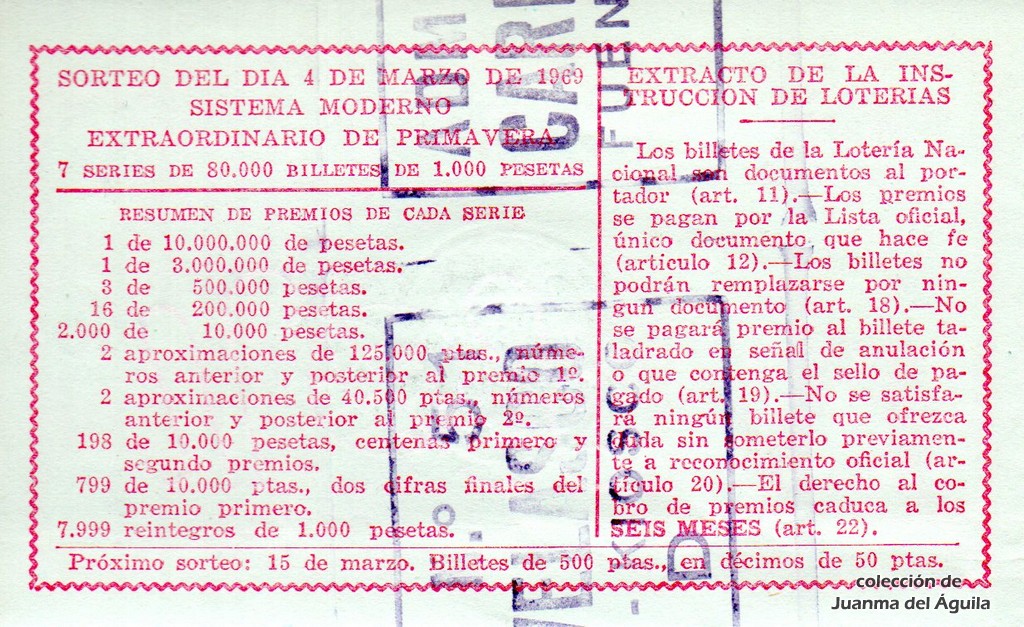 SORTEO DEL DIA 4 DE MARZO DE 1969
SISTEMA MODERNO
EXTRAORDINARIO DE PRIMAVERA
7 SERIES DE 80.000 BILLETES DE 1.000 PESETAS
RESUMEN DE PREMIOS DE CADA SERIE
1 de 10.000.000 de pesetas.
1 de 3.000.000 de pesetas.
3 de 500.000 pesetas.
16 de 200.000 pesetas.
2.000 de 10.000 pesetas.
2 aproximaciones de 125.000 ptas., núme-
ros anterior y posterior al premio 1º.
2 aproximaciones de 40.500 ptas., números
anterior y posterior al premio 2º.
198 de 10.000 pesetas, centenas primero y
segundo premios.
799 de 10.000 ptas., dos cifras finales del
premio primero.
7.999 reintegros de 1.000 pesetas.
EXTRACTO DE LA INS-
TRUCCION DE LOTERIAS
Los billetes de la Lotería Na-
cional son documentos al por-
tador (art. 11).—Los premios
se pagan por la Lista oficial,
único documento que hace fe
(artículo 12).—Los billetes no
podrán remplazarse por nin-
gun documento (art. 18).—No
se pagará premio al billete ta-
ladrado en señal de anulación
o que contenga el sello de pa-
gado (art. 19).—No se satisfa-
rá ningún billete que ofrezca
duda sin someterlo previamen-
te a reconocimiento oficial (ar-
tículo 20).—El derecho al co-
bro de premios caduca a los
SEIS MESES (art. 22).
Próximo sorteo: 15 de marzo. Billetes de 500 ptas., en décimos de 50 ptas.
ADM
CARM
FUEN
colección de
Juanma del Águila